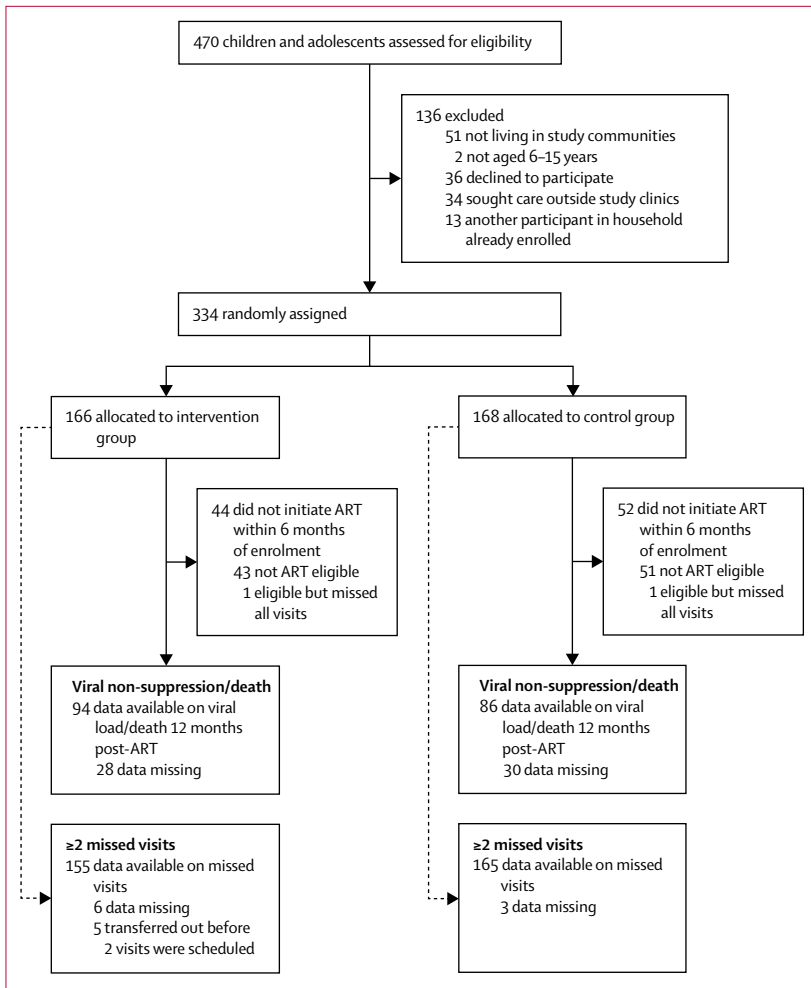 470 children and adolescents assessed for eligibility
136 excluded
51 not living in study communities
2 not aged 6–15 years
36 declined to participate
34 sought care outside study clinics
13 another participant in household
already enrolled
334 randomly assigned
166 allocated to intervention
group
168 allocated to control group
44 did not initiate ART
within 6 months
of enrolment
43 not ART eligible
1 eligible but missed
all visits
52 did not initiate ART
within 6 months
of enrolment
51 not ART eligible
1 eligible but missed
all visits
Viral non-suppression/death
94 data available on viral
load/death 12 months
post-ART
28 data missing
Viral non-suppression/death
86 data available on viral
load/death 12 months
post-ART
30 data missing
≥2 missed visits
155 data available on missed
visits
6 data missing
5 transferred out before
2 visits were scheduled
≥2 missed visits
165 data available on missed
visits
3 data missing